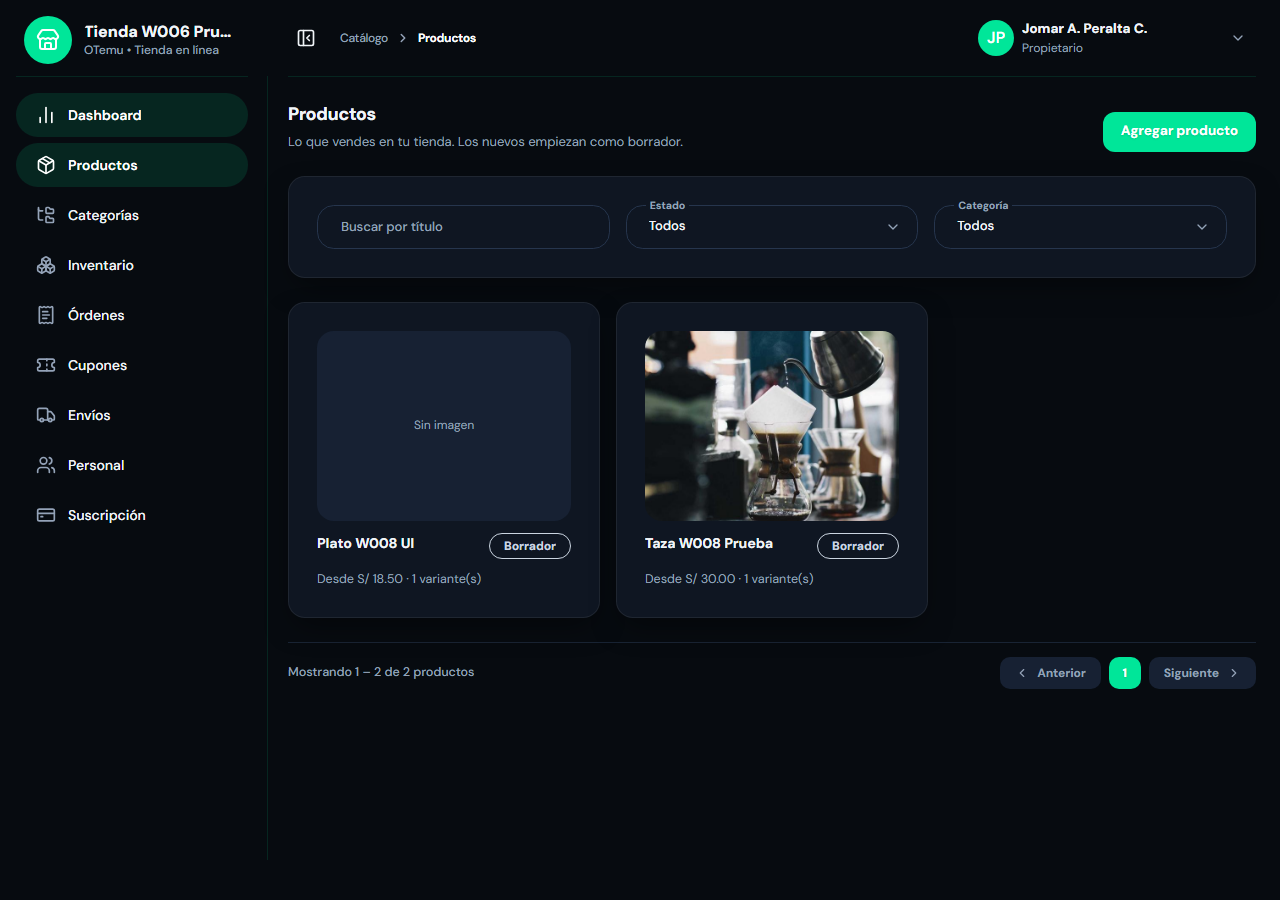 Tienda W006 Pru...
OTemu • Tienda en línea
Catálogo
Productos
JP
Jomar A. Peralta C.
Propietario
Dashboard
Productos
Categorías
Inventario
Órdenes
Cupones
Envíos
Personal
Suscripción
Productos
Lo que vendes en tu tienda. Los nuevos empiezan como borrador.
Agregar producto
Buscar por título
Estado
Todos
Categoría
Todos
Sin imagen
Plato W008 UI
Borrador
Desde S/ 18.50 · 1 variante(s)
Taza W008 Prueba
Borrador
Desde S/ 30.00 · 1 variante(s)
Mostrando 1 – 2 de 2 productos
Anterior
1
Siguiente